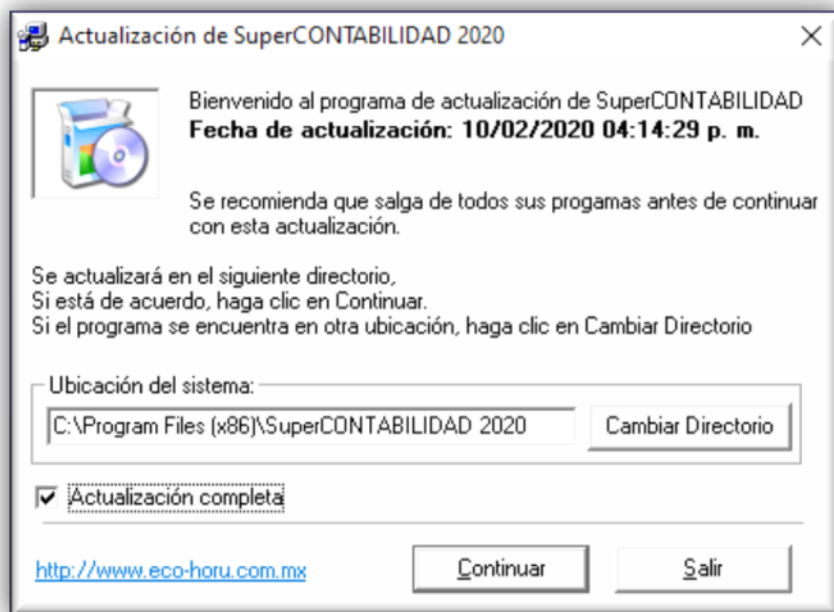 Actualización de SuperCONTABILIDAD 2020
Bienvenido al programa de actualización de SuperCONTABILIDAD
Fecha de actualización: 10/02/2020 04:14:29 p. m.
Se recomienda que salga de todos sus progamas antes de continuar
con esta actualización.
Se actualizará en el siguiente directorio,
Si está de acuerdo, haga clic en Continuar.
Si el programa se encuentra en otra ubicación, haga clic en Cambiar Directorio
Ubicación del sistema:
C:\Program Files (x86)\SuperCONTABILIDAD 2020 Cambiar Directorio
Actualización completa
http://www.eco-horu.com.mx Continuar Salir